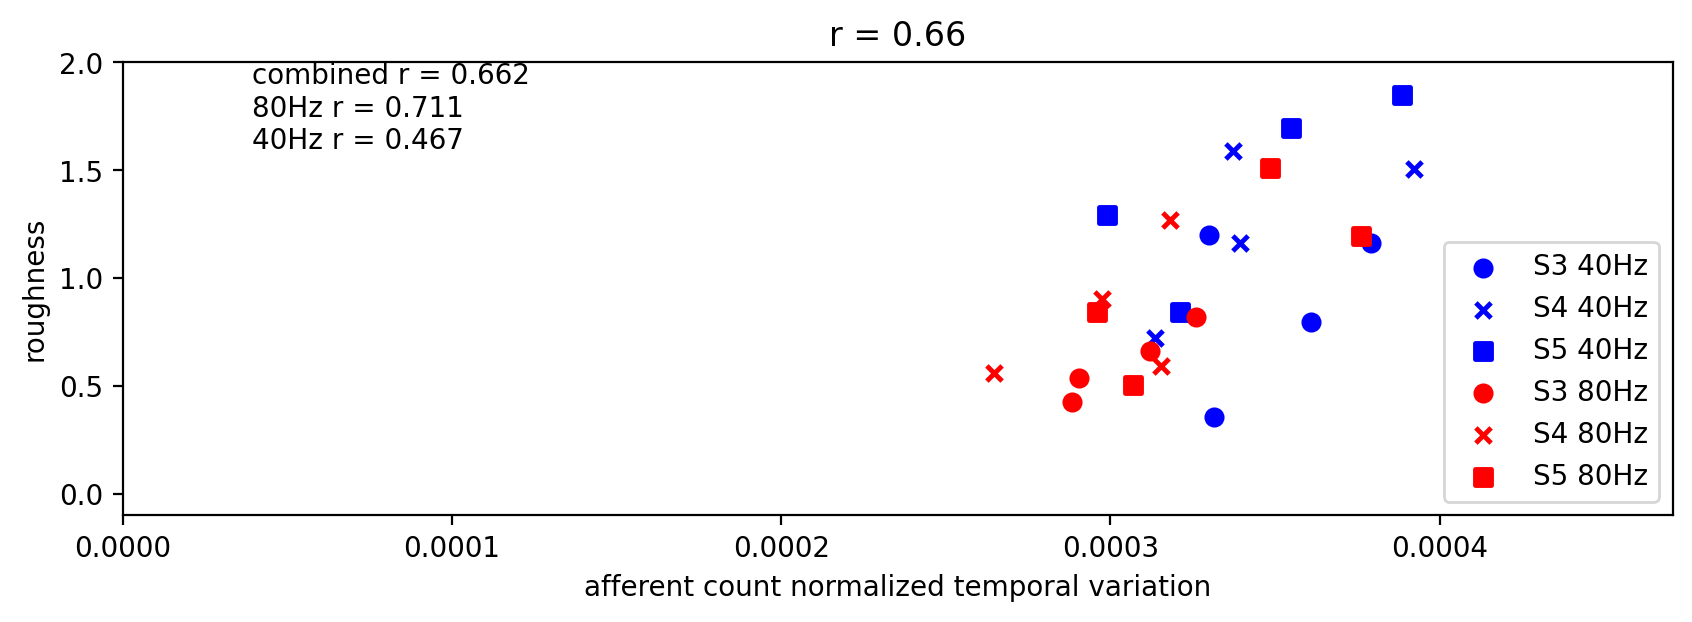 r = 0.66
combined r = 0.662
80Hz r = 0.711
40Hz r = 0.467
2.0
1.5
1.0
0.5
0.0
roughness
S3 40Hz
S4 40Hz
S5 40Hz
S3 80Hz
S4 80Hz
S5 80Hz
0.0000 0.0001 0.0002 0.0003 0.0004
afferent count normalized temporal variation